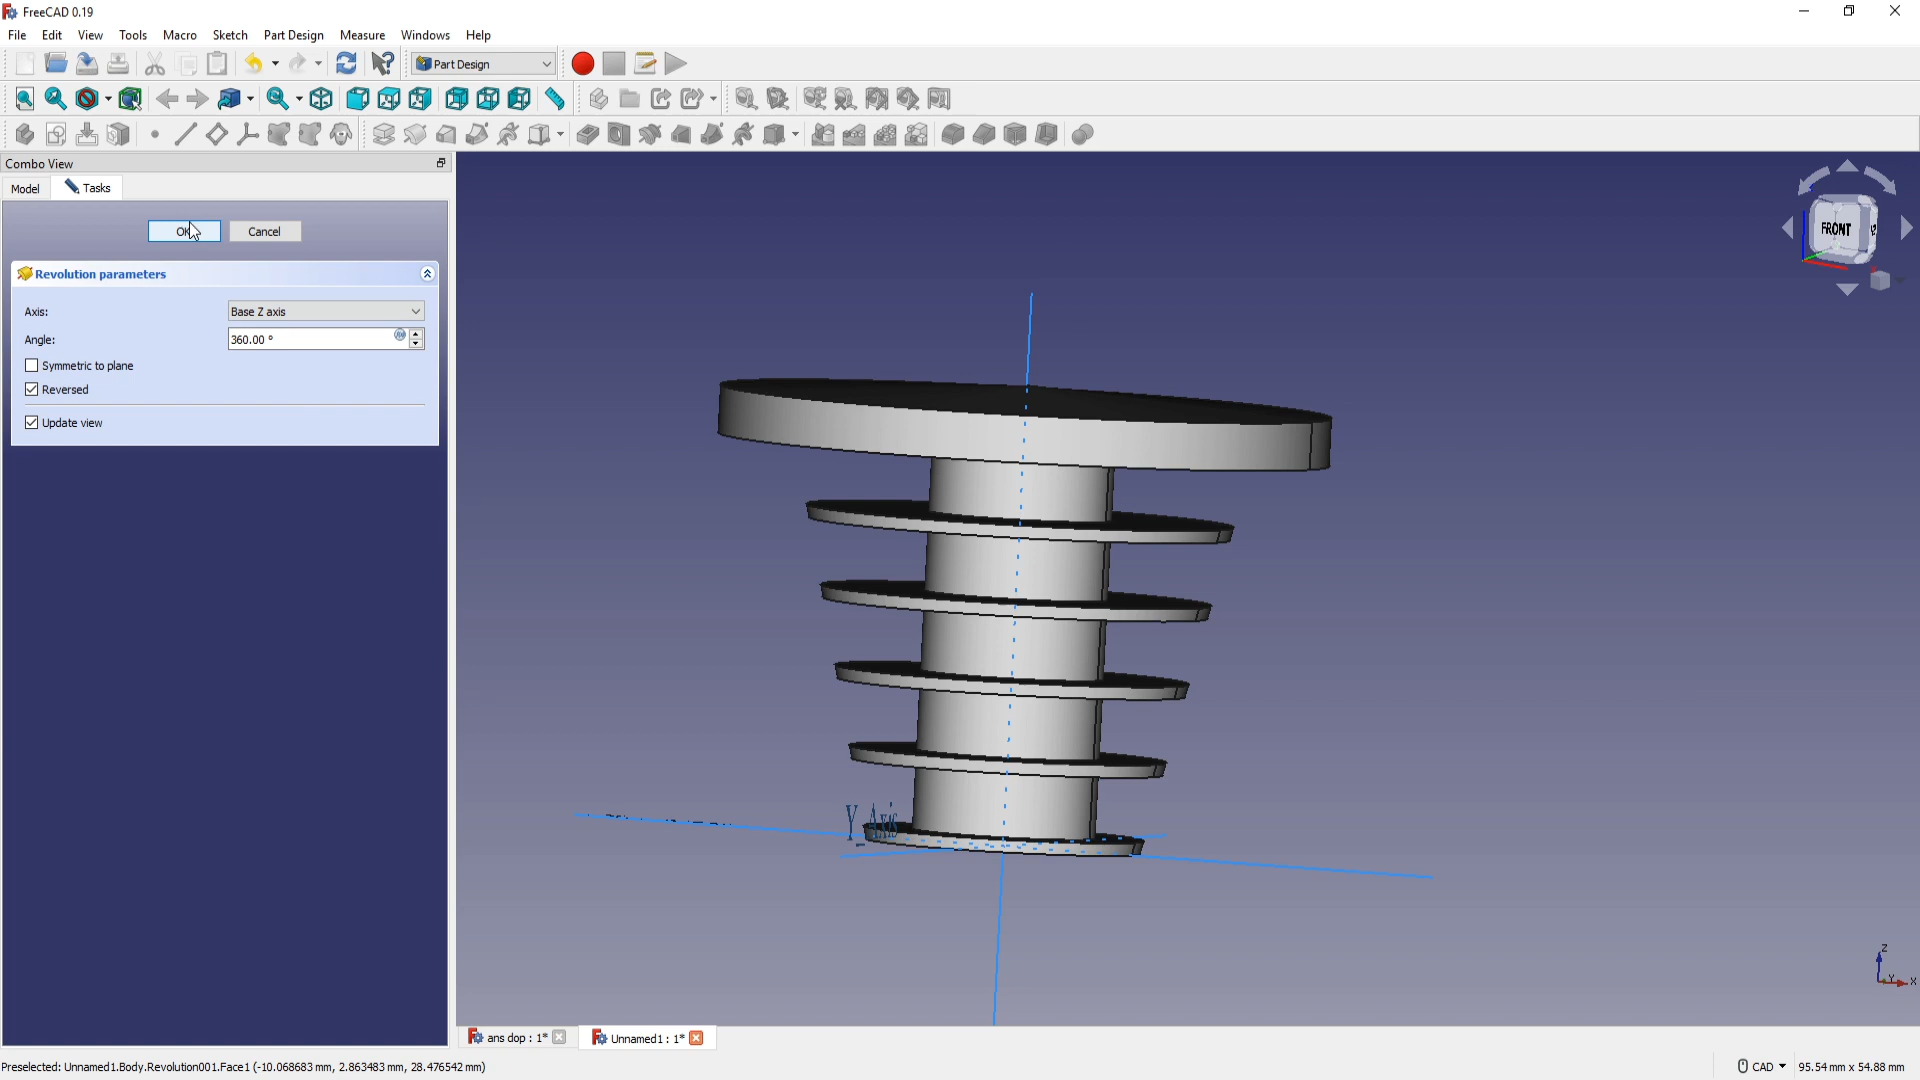 FreeCAD 0.19
File Edit View Tools Macro Sketch Part Design Measure Windows Help
Part Design
Combo View
Model Tasks
OK Cancel
Revolution parameters
Axis: Base Z axis
Angle: 360.00 °
Symmetric to plane
Reversed
Update view
FRONT
Y_Axis
Z
Y X
ans dop : 1* Unnamed1 : 1*
Preselected: Unnamed1.Body.Revolution001.Face1 (-10.068683 mm, 2.863483 mm, 28.476542 mm) CAD 95.54 mm x 54.88 mm